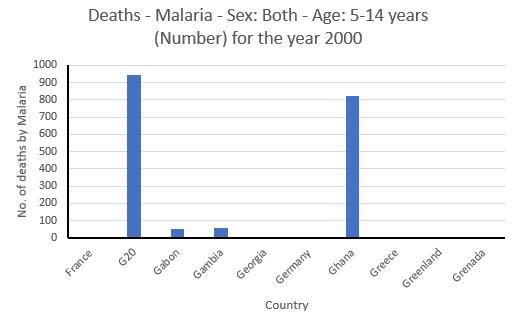 Deaths - Malaria - Sex: Both - Age: 5-14 years
(Number) for the year 2000
No. of deaths by Malaria
1000
900
800
700
600
500
400
300
200
100
0
France
G20
Gabon
Gambia
Georgia
Germany
Ghana
Greece
Greenland
Grenada
Country